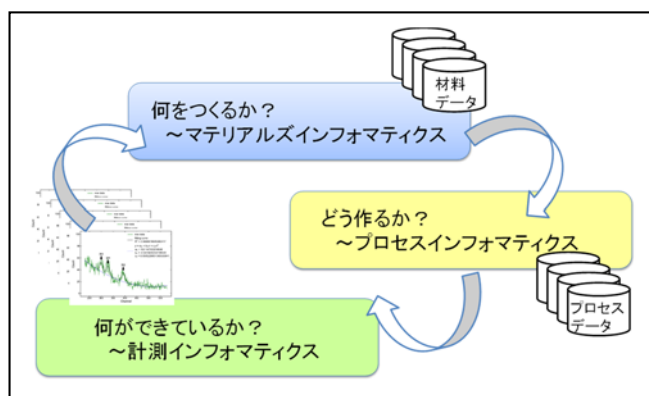 何をつくるか？
～マテリアルズインフォマティクス
材料
データ
どう作るか？
～プロセスインフォマティクス
プロセス
データ
何ができているか？
～計測インフォマティクス